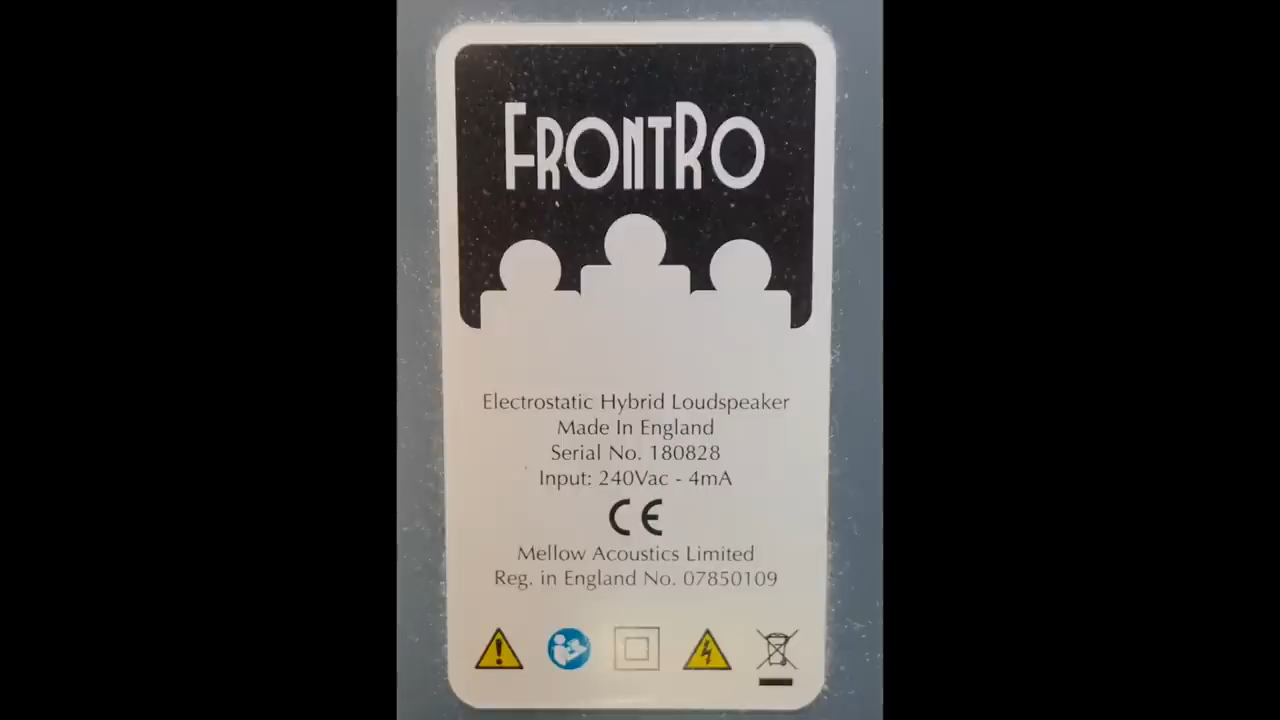 FRONTRO
Electrostatic Hybrid Loudspeaker
Made In England
Serial No. 180828
Input: 240Vac - 4mA
CE
Mellow Acoustics Limited
Reg. in England No. 07850109